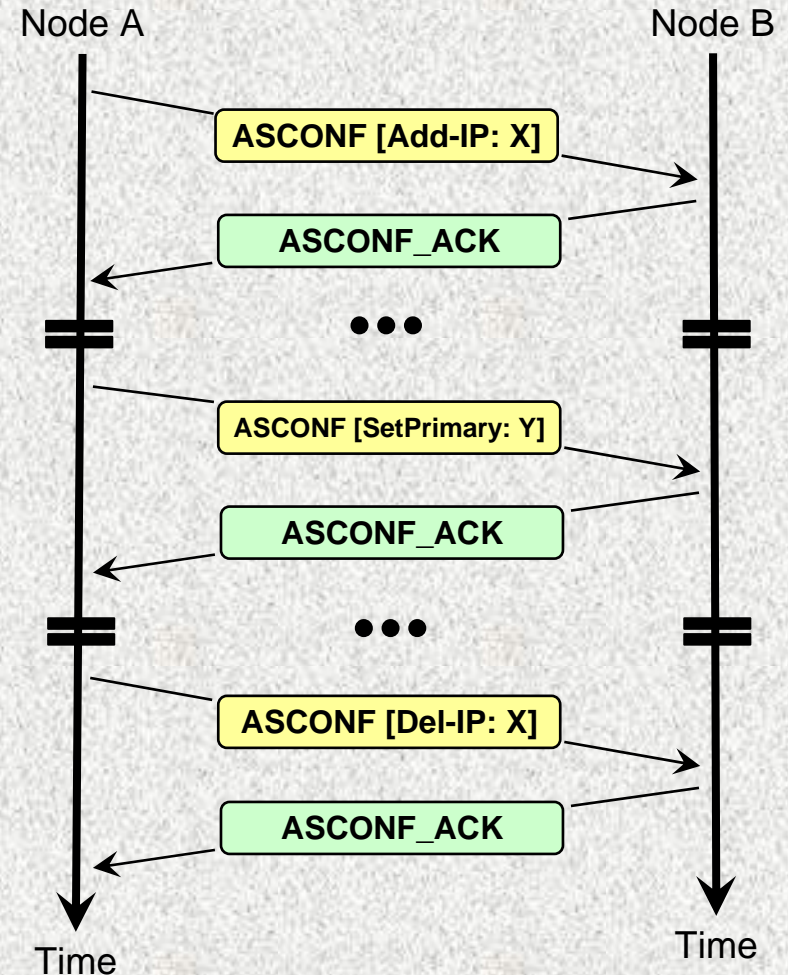 Node A
Node B
ASCONF [Add-IP: X]
ASCONF_ACK
ASCONF [SetPrimary: Y]
ASCONF_ACK
ASCONF [Del-IP: X]
ASCONF_ACK
Time
Time